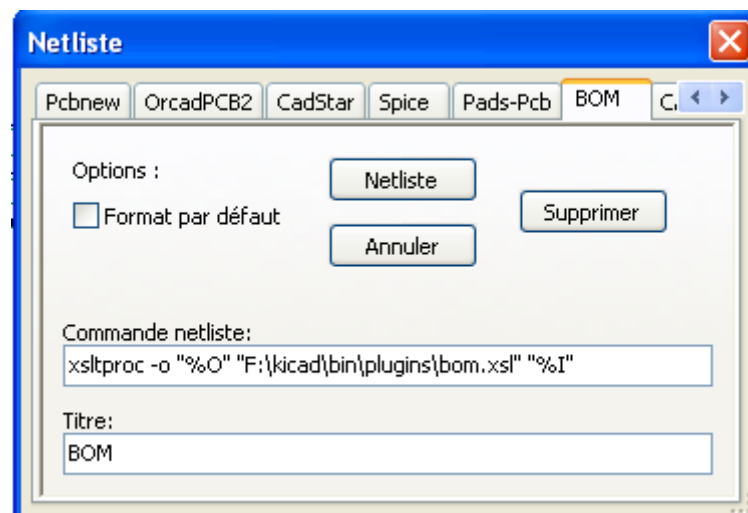 Netliste
Pcbnew OrcadPCB2 CadStar Spice Pads-Pcb BOM
Options :
Netliste
Format par défaut
Supprimer
Annuler
Commande netliste:
xsltproc -o "%O" "F:\kicad\bin\plugins\bom.xsl" "%I"
Titre:
BOM